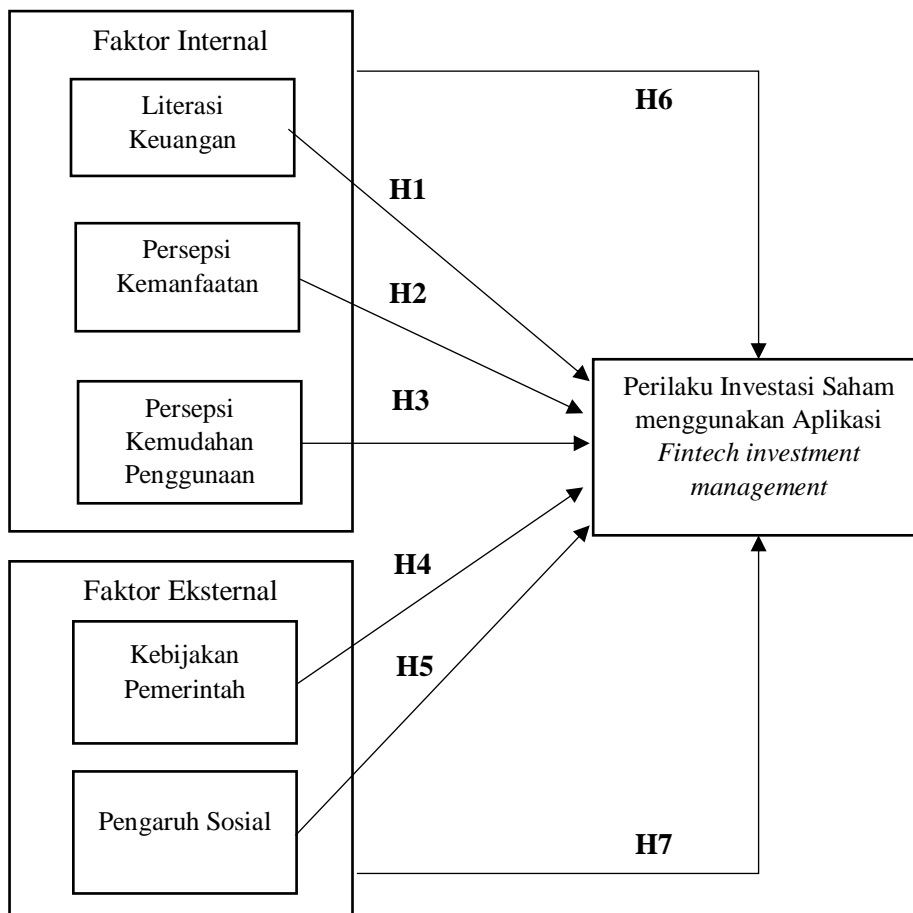 Faktor Internal
Literasi
Keuangan
Persepsi
Kemanfaatan
Persepsi
Kemudahan
Penggunaan
H6
H1
H2
H3
Perilaku Investasi Saham
menggunakan Aplikasi
Fintech investment
management
Faktor Eksternal
Kebijakan
Pemerintah
Pengaruh Sosial
H4
H5
H7